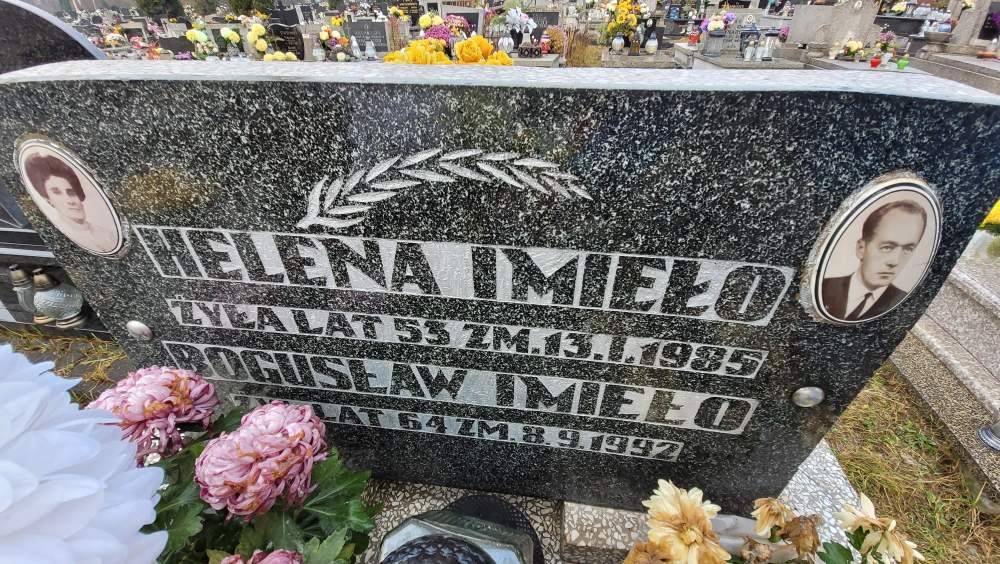 HELENA IMIEŁO
ŻYŁA LAT 53 ZM.13.I.1985
BOGUSŁAW IMIEŁO
LAT 64 ZM.8.9.1992